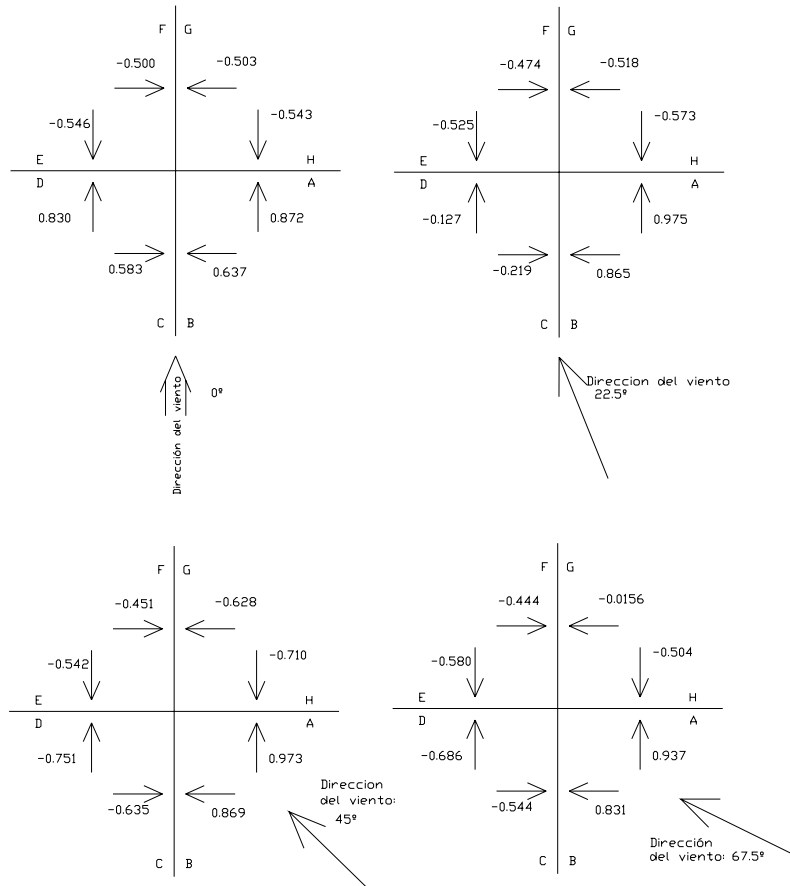 F G
-0.500 -0.503
-0.546 -0.543
E H
D A
0.830 0.872
0.583 0.637
C B
0º
Dirección del viento
F G
-0.474 -0.518
-0.525 -0.573
E H
D A
-0.127 0.975
-0.219 0.865
C B
Direccion del viento
22.5º
F G
-0.451 -0.628
-0.542 -0.710
E H
D A
-0.751 0.973
-0.635 0.869
C B
Direccion
del viento:
45º
F G
-0.444 -0.0156
-0.580 -0.504
E H
D A
-0.686 0.937
-0.544 0.831
C B
Dirección
del viento: 67.5º